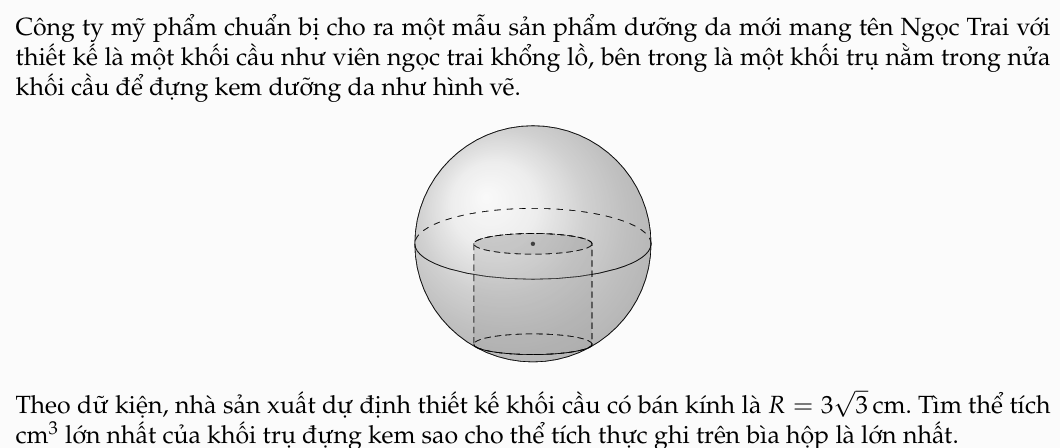 Công ty mỹ phẩm chuẩn bị cho ra một mẫu sản phẩm dưỡng da mới mang tên Ngọc Trai với
thiết kế là một khối cầu như viên ngọc trai khổng lồ, bên trong là một khối trụ nằm trong nửa
khối cầu để đựng kem dưỡng da như hình vẽ.
Theo dữ kiện, nhà sản xuất dự định thiết kế khối cầu có bán kính là R = 3√3 cm. Tìm thể tích
cm³ lớn nhất của khối trụ đựng kem sao cho thể tích thực ghi trên bìa hộp là lớn nhất.